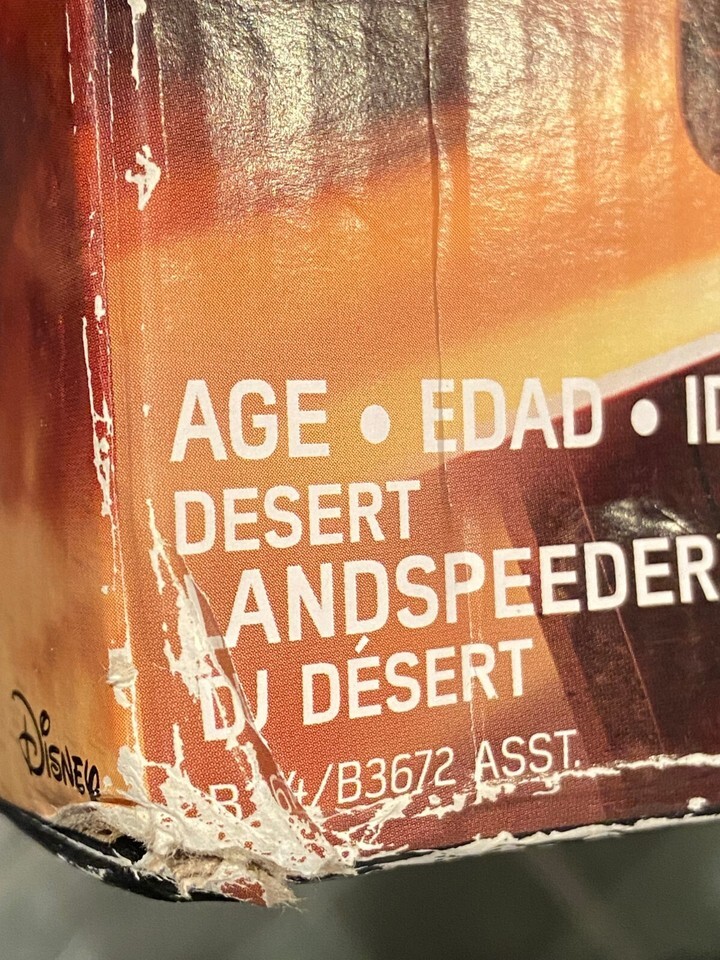 AGE • EDAD •
DESERT
LANDSPEEDER
DU DÉSERT
/B3672 ASST.
DISNEY